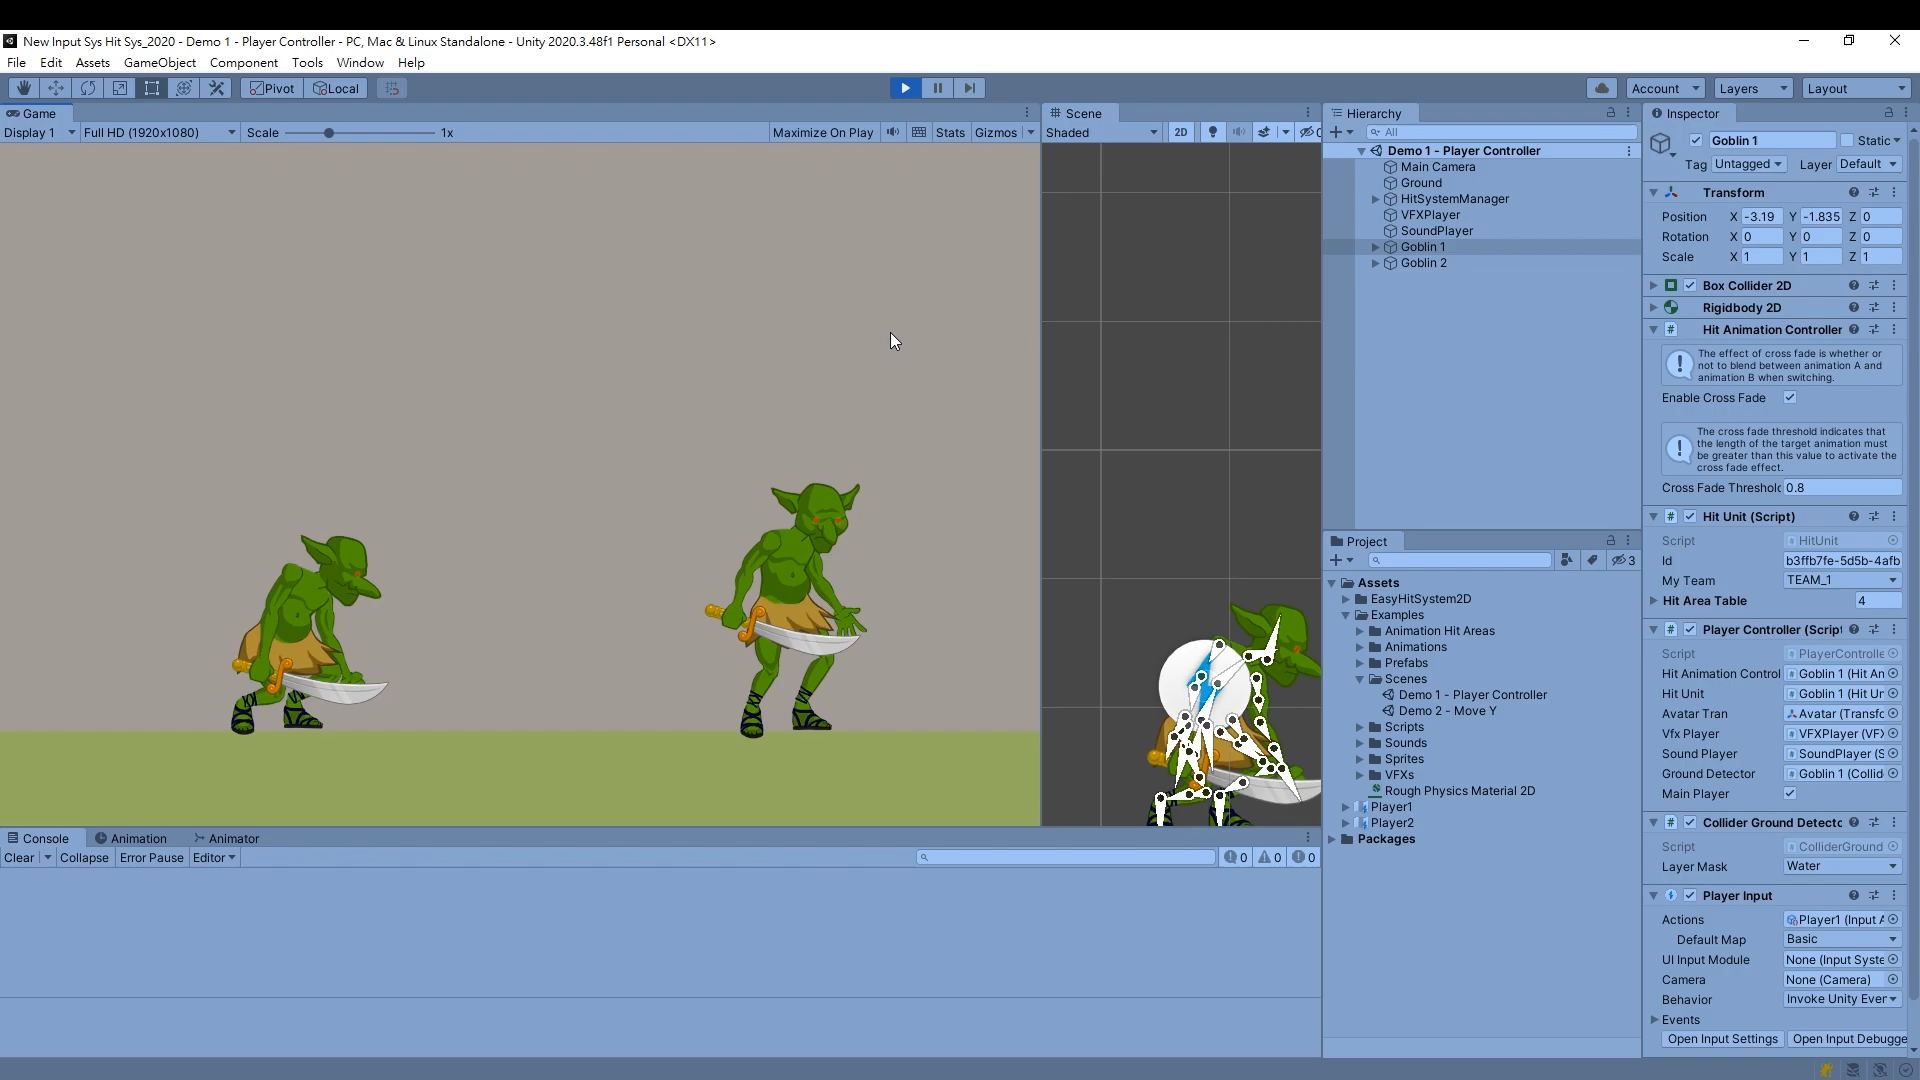 New Input Sys Hit Sys_2020 - Demo 1 - Player Controller - PC, Mac & Linux Standalone - Unity 2020.3.48f1 Personal <DX11>
File Edit Assets GameObject Component Tools Window Help
Pivot Local Account Layers Layout
Game
Display 1 Full HD (1920x1080) Scale 1x Maximize On Play Stats Gizmos
Scene
Shaded 2D 0
Hierarchy
All
Demo 1 - Player Controller
Main Camera
Ground
HitSystemManager
VFXPlayer
SoundPlayer
Goblin 1
Goblin 2
Project
3
Assets
EasyHitSystem2D
Examples
Animation Hit Areas
Animations
Prefabs
Scenes
Demo 1 - Player Controller
Demo 2 - Move Y
Scripts
Sounds
Sprites
VFXs
Rough Physics Material 2D
Player1
Player2
Packages
Inspector
Goblin 1 Static
Tag Untagged Layer Default
Transform
Position X -3.19 Y -1.835 Z 0
Rotation X 0 Y 0 Z 0
Scale X 1 Y 1 Z 1
Box Collider 2D
Rigidbody 2D
Hit Animation Controller
The effect of cross fade is whether or
not to blend between animation A and
animation B when switching.
Enable Cross Fade
The cross fade threshold indicates that
the length of the target animation must
be greater than this value to activate the
cross fade effect.
Cross Fade Threshol 0.8
Hit Unit (Script)
Script HitUnit
Id b3ffb7fe-5d5b-4afb
My Team TEAM_1
Hit Area Table 4
Player Controller (Script
Script PlayerControlle
Hit Animation Control Goblin 1 (Hit An
Hit Unit Goblin 1 (Hit Ur
Avatar Tran Avatar (Transfo
Vfx Player VFXPlayer (VFX
Sound Player SoundPlayer (S
Ground Detector Goblin 1 (Collid
Main Player
Collider Ground Detecto
Script ColliderGround
Layer Mask Water
Player Input
Actions Player1 (Input A
Default Map Basic
UI Input Module None (Input Syste
Camera None (Camera)
Behavior Invoke Unity Ever
Events
Open Input Settings Open Input Debugge
Console Animation Animator
Clear Collapse Error Pause Editor 0 0 0